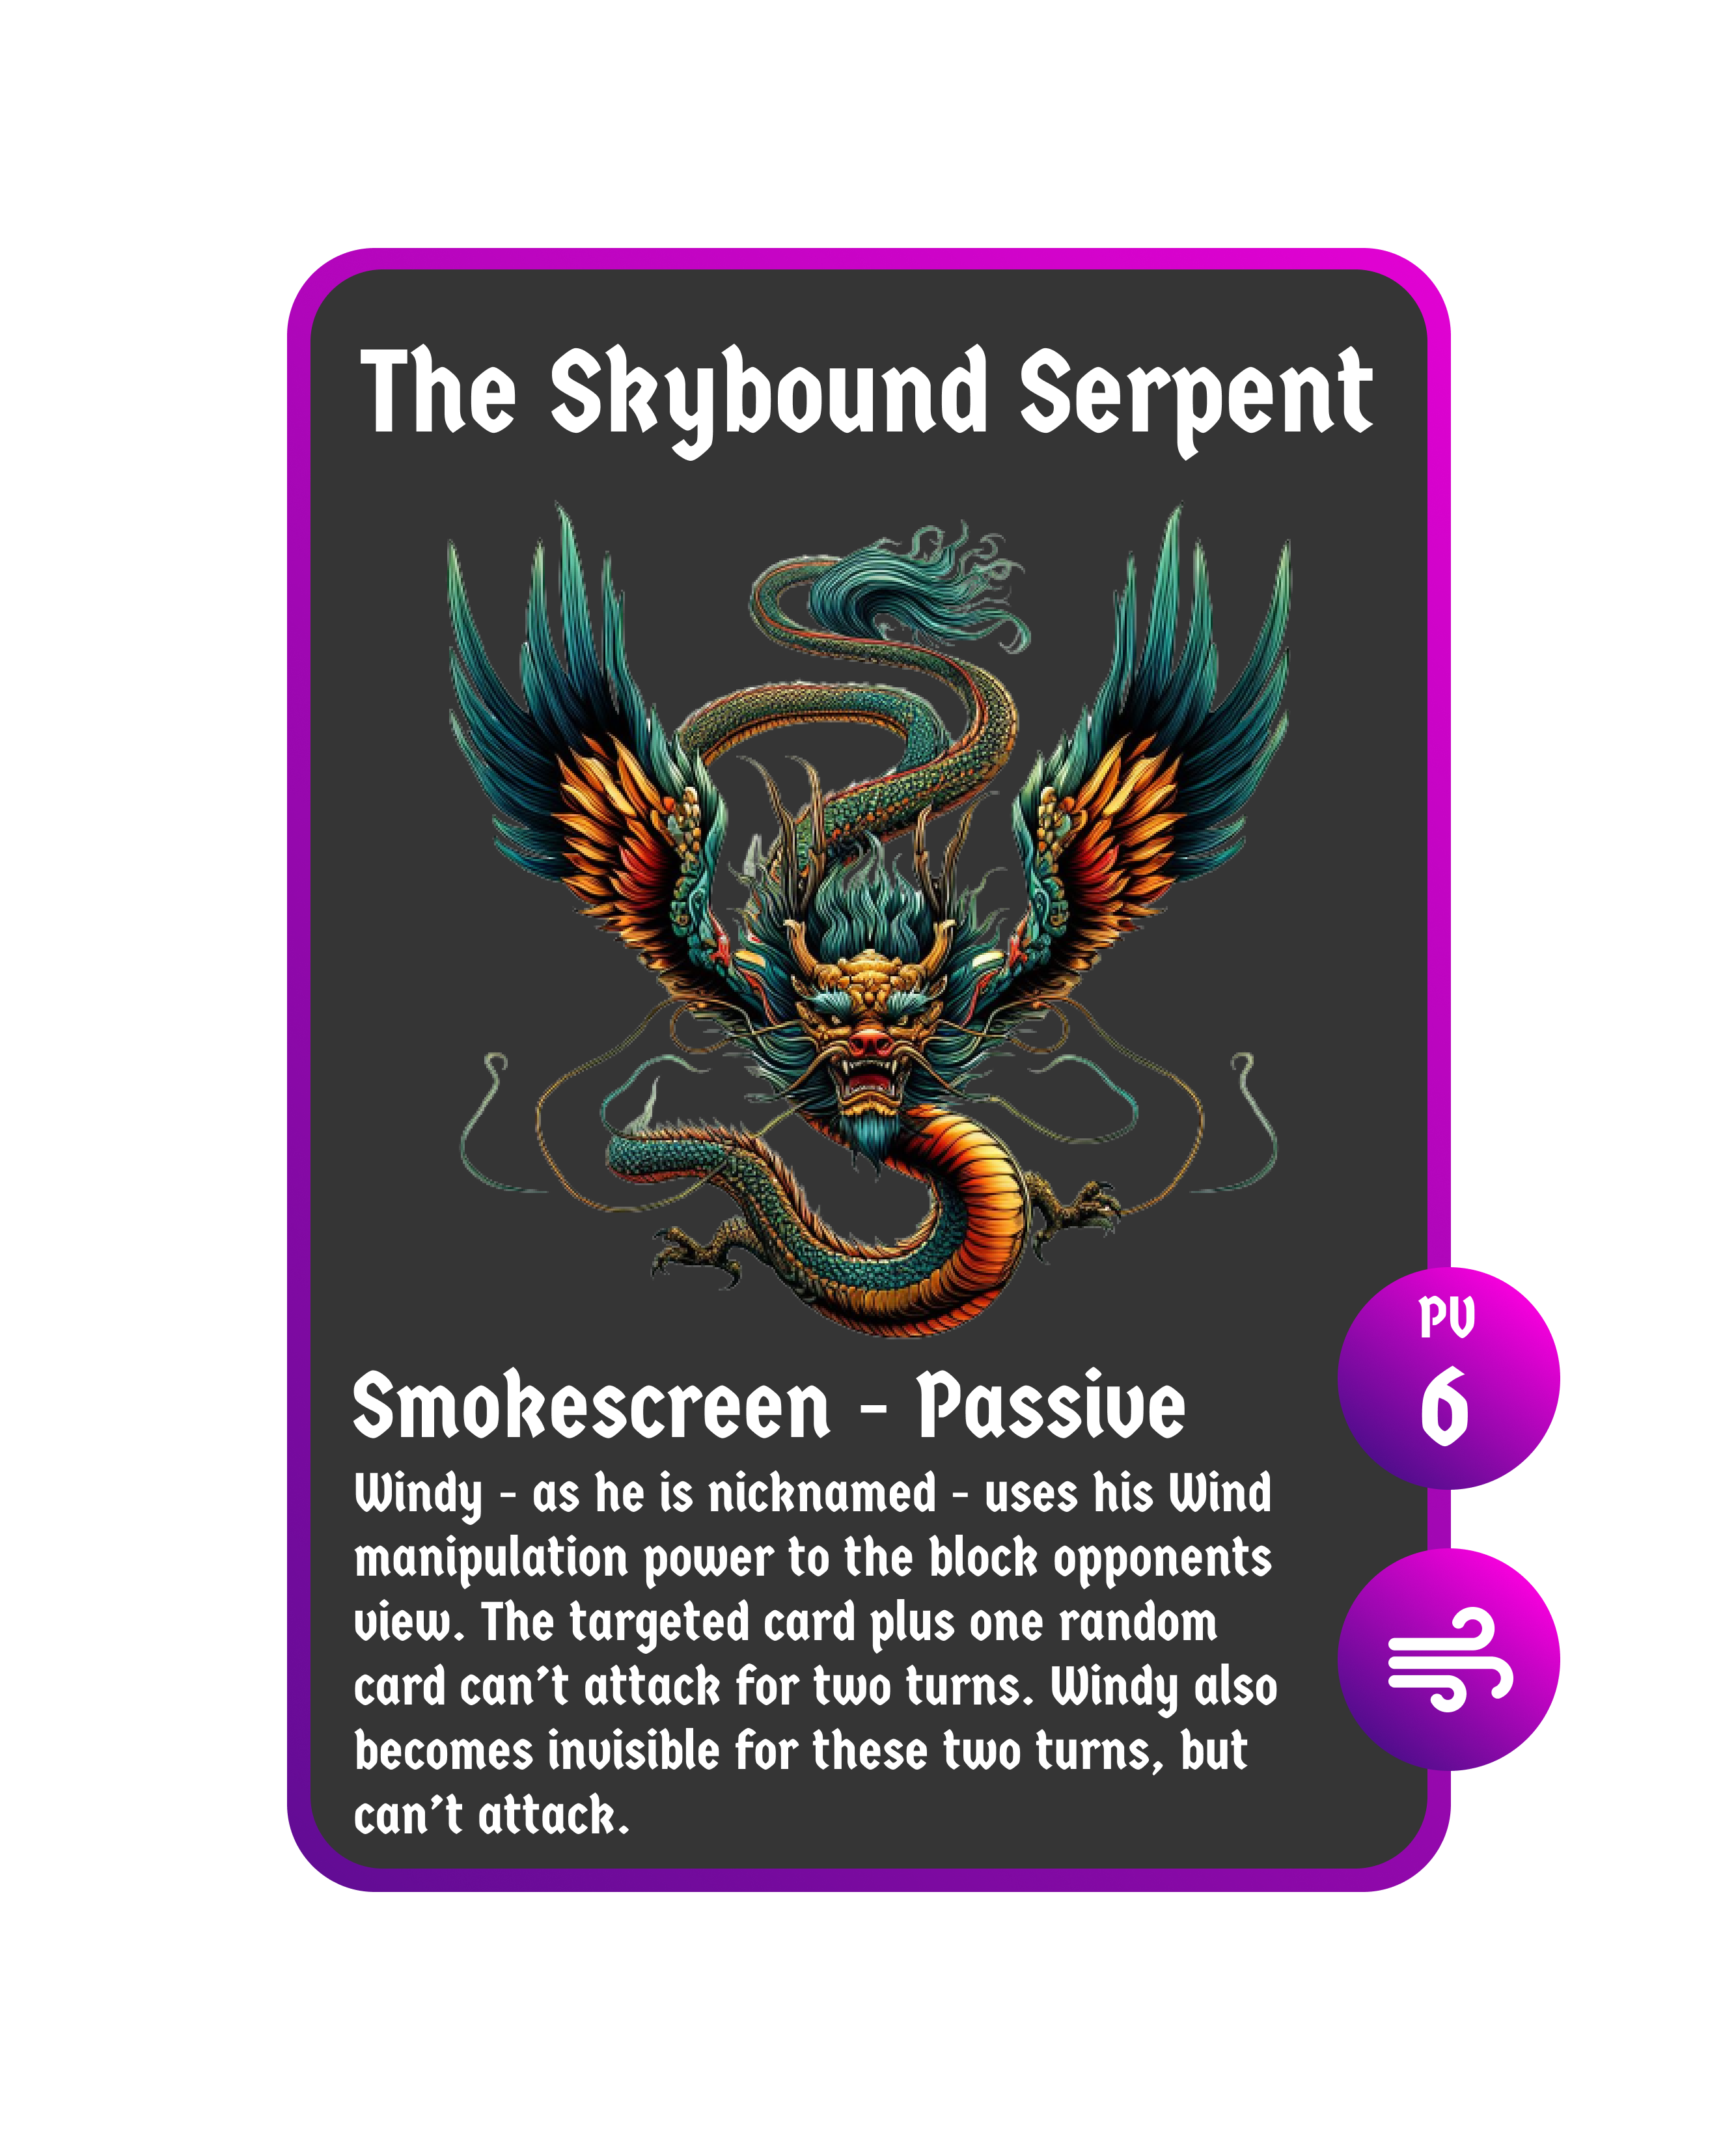 The Skybound Serpent
PV
6
Smokescreen - Passive
Windy - as he is nicknamed - uses his Wind
manipulation power to the block opponents
view. The targeted card plus one random
card can't attack for two turns. Windy also
becomes invisible for these two turns, but
can't attack.